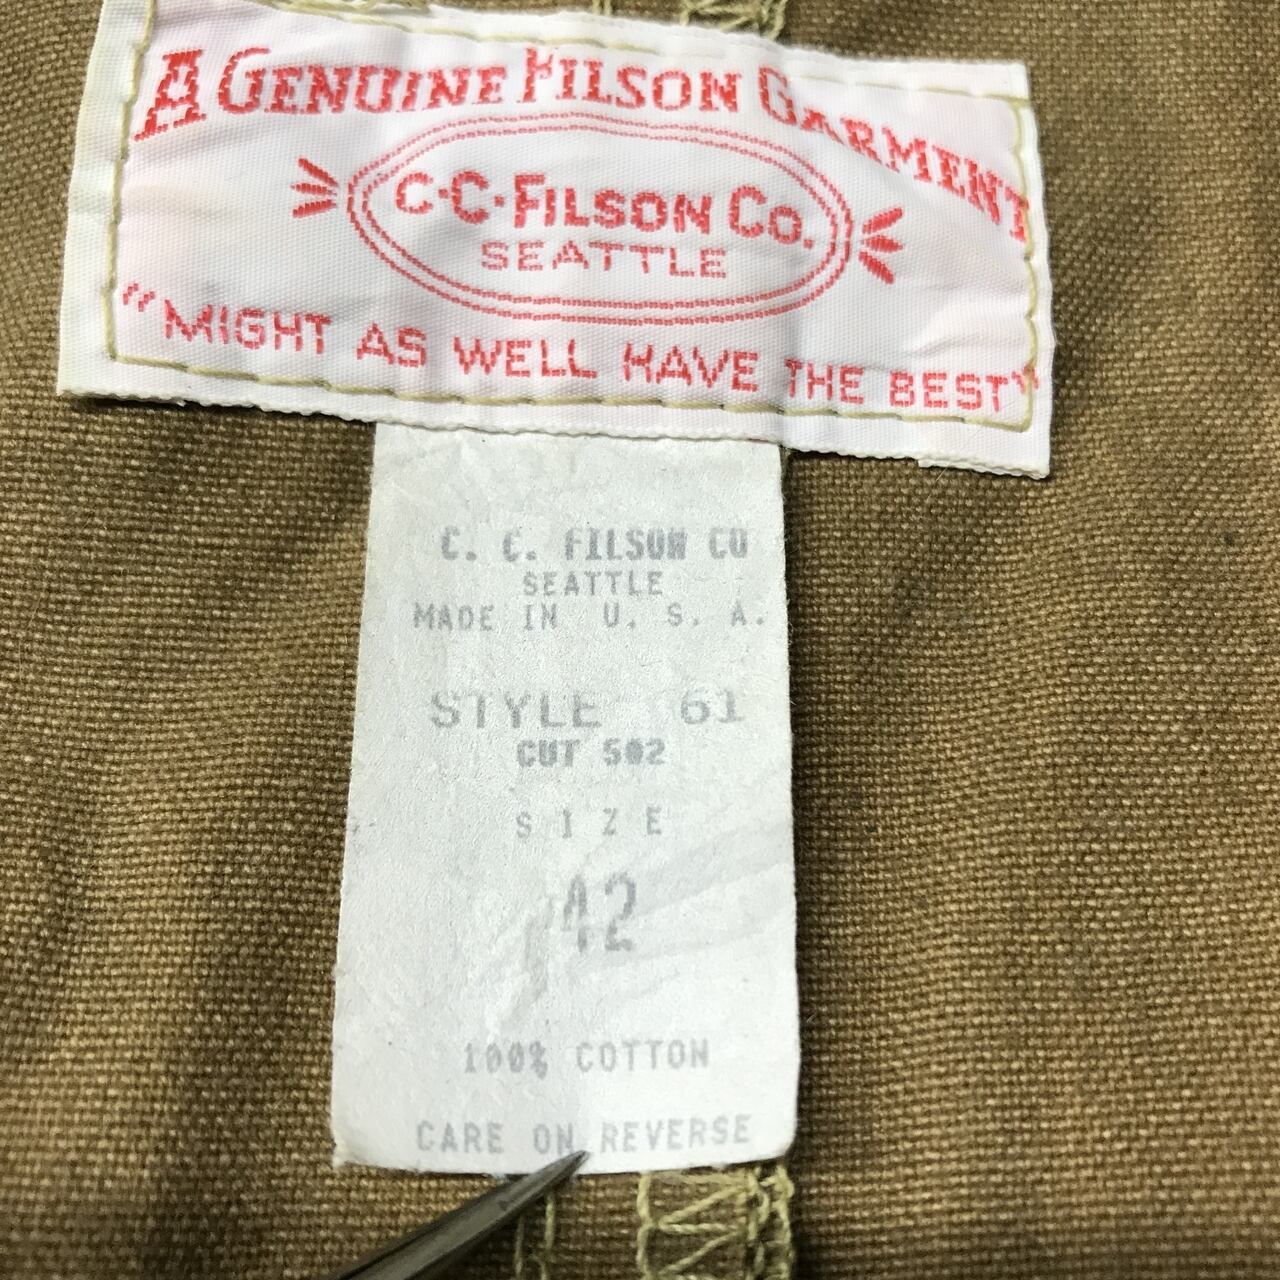 A GENUINE FILSON GARMENT
C·C·FILSON CO.
SEATTLE
"MIGHT AS WELL HAVE THE BEST"
C. C. FILSON CO
SEATTLE
MADE IN U. S. A.
STYLE 61
CUT 502
SIZE
42
100% COTTON
CARE ON REVERSE